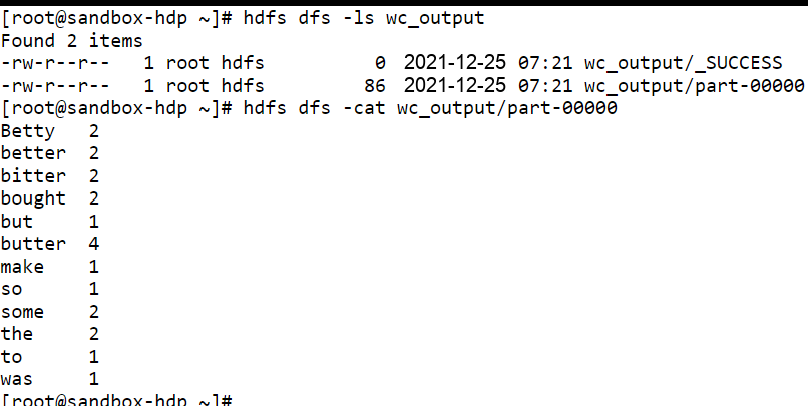 [root@sandbox-hdp ~]# hdfs dfs -ls wc_output
Found 2 items
-rw-r--r--   1 root hdfs          0 2021-12-25 07:21 wc_output/_SUCCESS
-rw-r--r--   1 root hdfs         86 2021-12-25 07:21 wc_output/part-00000
[root@sandbox-hdp ~]# hdfs dfs -cat wc_output/part-00000
Betty   2
better  2
bitter  2
bought  2
but     1
butter  4
make    1
so      1
some    2
the     2
to      1
was     1
[root@sandbox-hdp ~]#